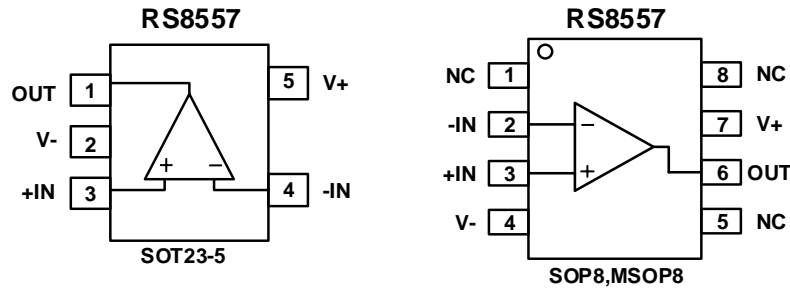 RS8557
OUT 1
5 V+
V- 2
+IN 3
+ −
4 -IN
SOT23-5
RS8557
NC 1
8 NC
-IN 2 −
7 V+
+IN 3 +
6 OUT
V- 4
5 NC
SOP8,MSOP8